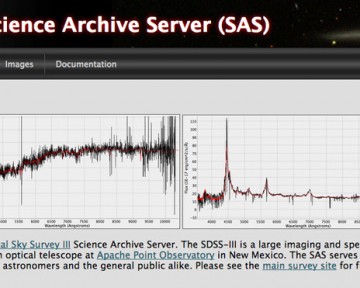 cience Archive Server (SAS)
Images Documentation
Wavelength (Angstroms) Wavelength (Angstroms)
tal Sky Survey III Science Archive Server. The SDSS-III is a large imaging and spe
n optical telescope at Apache Point Observatory in New Mexico. The SAS serves
astronomers and the general public alike. Please see the main survey site for f